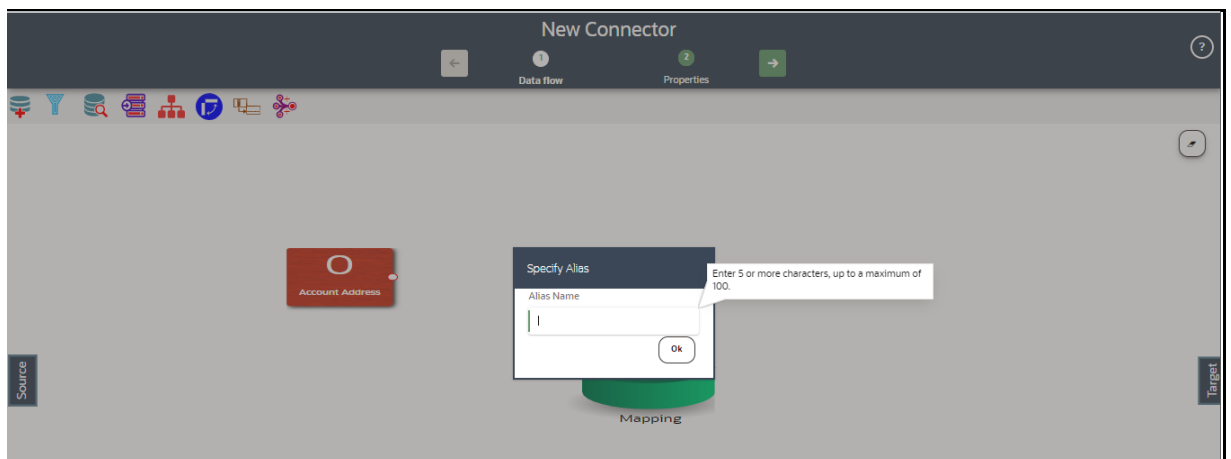 New Connector
?
1
2
Data flow
Properties
Specify Alias
Enter 5 or more characters, up to a maximum of
100.
Account Address
Alias Name
Ok
Source
Target
Mapping